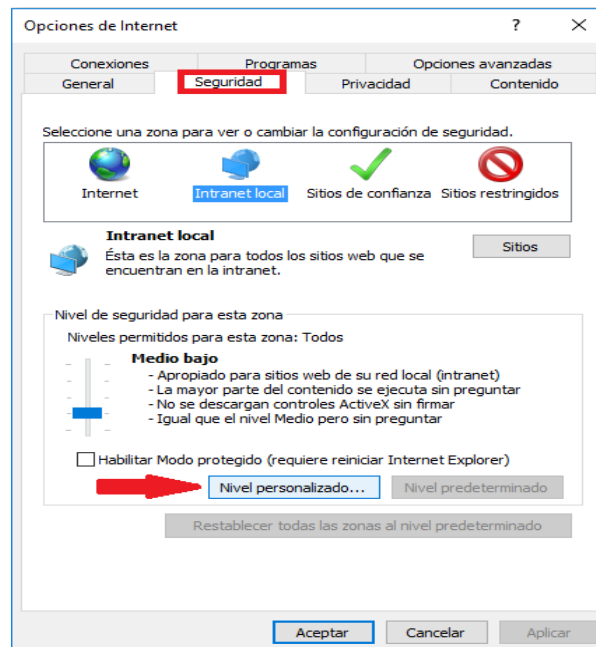 Opciones de Internet ?
Conexiones Programas Opciones avanzadas
General Seguridad Privacidad Contenido
Seleccione una zona para ver o cambiar la configuración de seguridad.
Internet Intranet local Sitios de confianza Sitios restringidos
Intranet local
Ésta es la zona para todos los sitios web que se
encuentran en la intranet.
Sitios
Nivel de seguridad para esta zona
Niveles permitidos para esta zona: Todos
Medio bajo
- Apropiado para sitios web de su red local (intranet)
- La mayor parte del contenido se ejecuta sin preguntar
- No se descargan controles ActiveX sin firmar
- Igual que el nivel Medio pero sin preguntar
Habilitar Modo protegido (requiere reiniciar Internet Explorer)
Nivel personalizado... Nivel predeterminado
Restablecer todas las zonas al nivel predeterminado
Aceptar Cancelar Aplicar